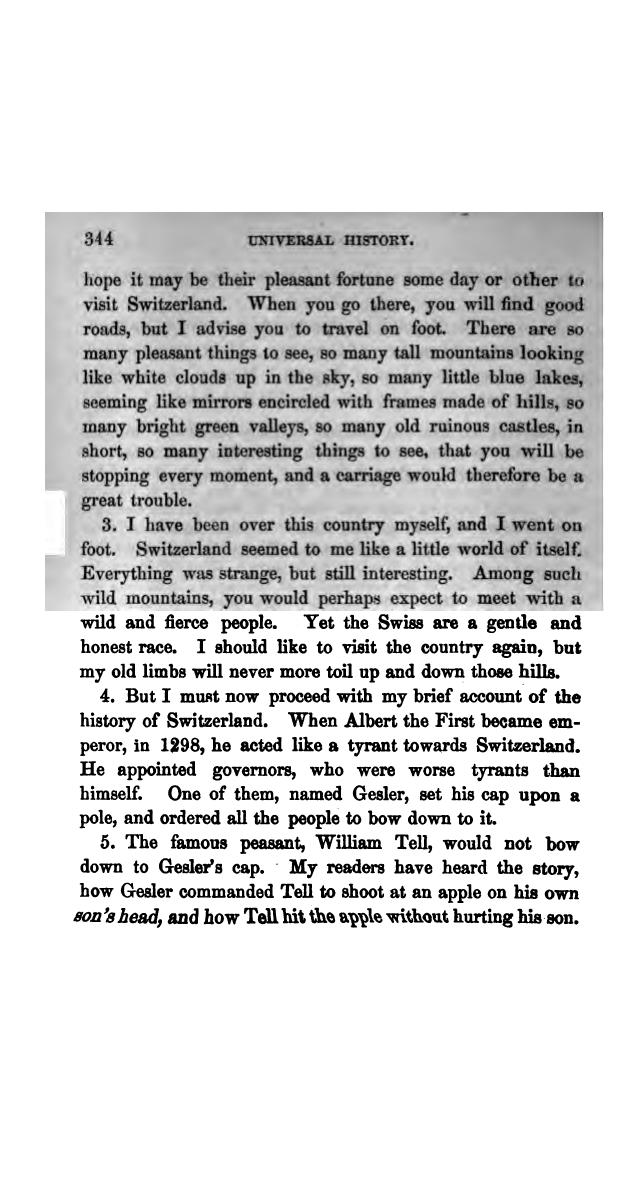 344 UNIVERSAL HISTORY.
hope it may be their pleasant fortune some day or other to
visit Switzerland. When you go there, you will find good
roads, but I advise you to travel on foot. There are so
many pleasant things to see, so many tall mountains looking
like white clouds up in the sky, so many little blue lakes,
seeming like mirrors encircled with frames made of hills, so
many bright green valleys, so many old ruinous castles, in
short, so many interesting things to see, that you will be
stopping every moment, and a carriage would therefore be a
great trouble.
3. I have been over this country myself, and I went on
foot. Switzerland seemed to me like a little world of itself.
Everything was strange, but still interesting. Among such
wild mountains, you would perhaps expect to meet with a
wild and fierce people. Yet the Swiss are a gentle and
honest race. I should like to visit the country again, but
my old limbs will never more toil up and down those hills.
4. But I must now proceed with my brief account of the
history of Switzerland. When Albert the First became em-
peror, in 1298, he acted like a tyrant towards Switzerland.
He appointed governors, who were worse tyrants than
himself. One of them, named Gesler, set his cap upon a
pole, and ordered all the people to bow down to it.
5. The famous peasant, William Tell, would not bow
down to Gesler's cap. My readers have heard the story,
how Gesler commanded Tell to shoot at an apple on his own
son's head, and how Tell hit the apple without hurting his son.